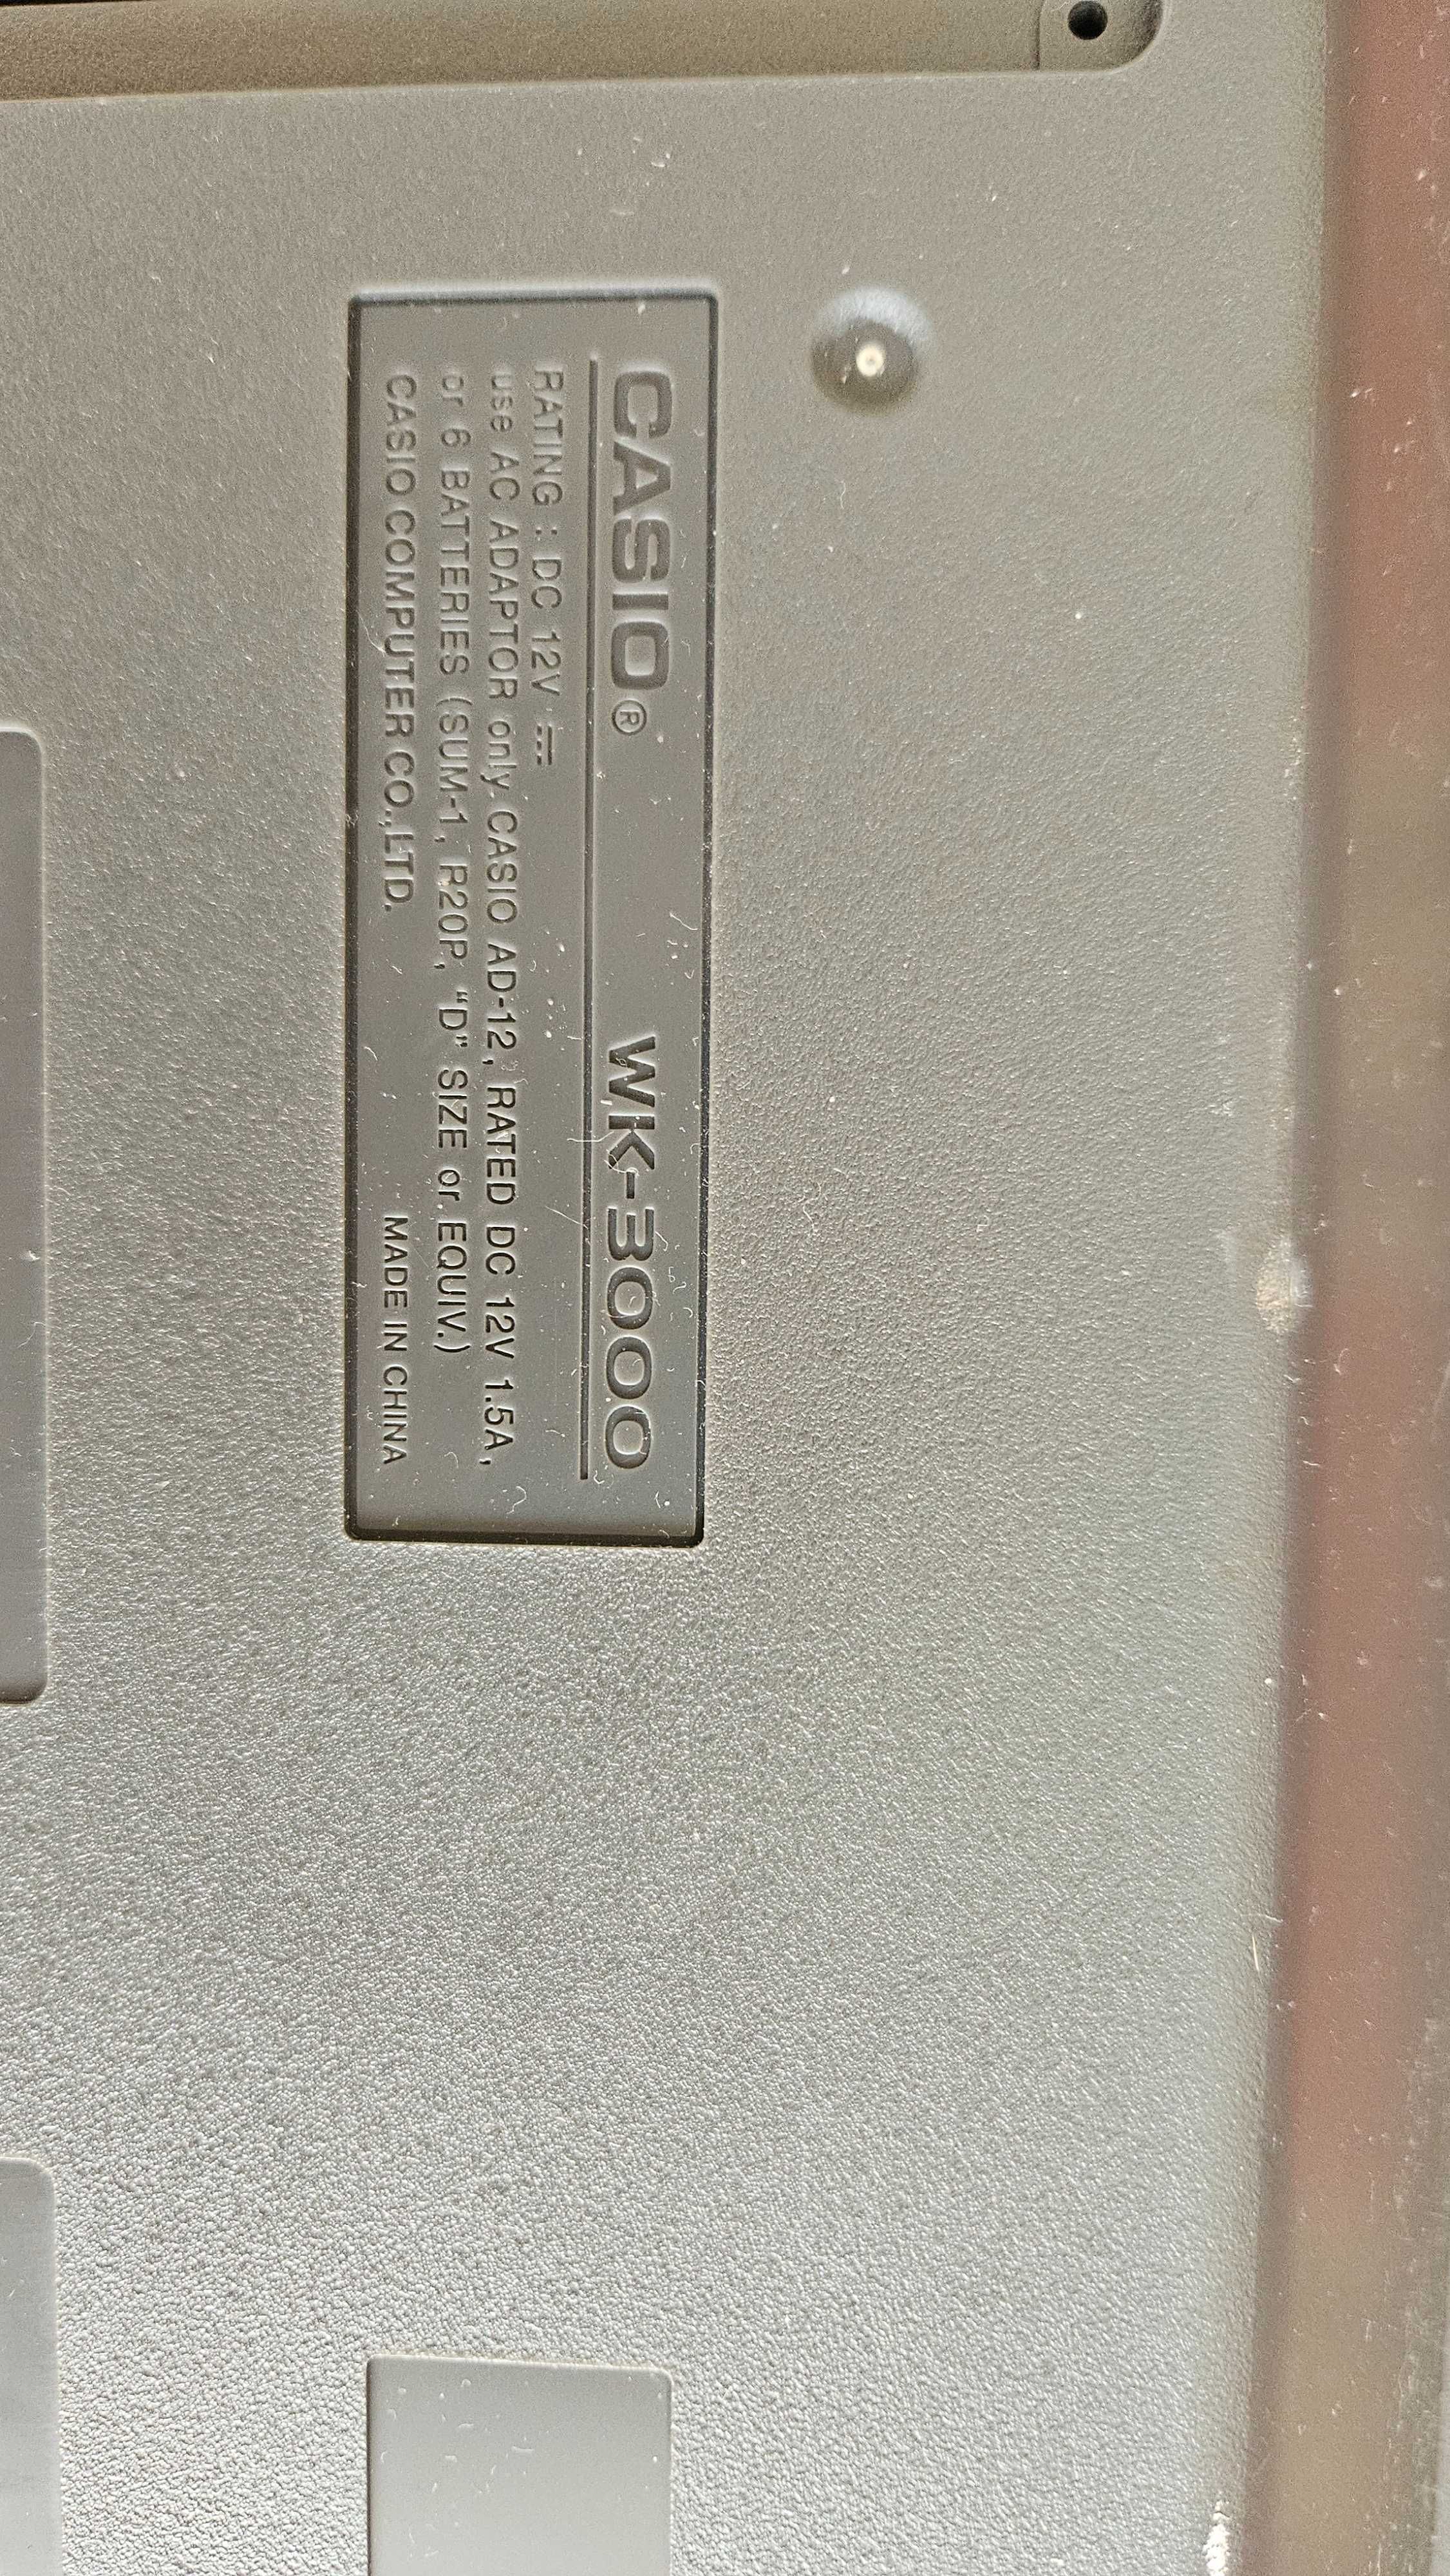 CASIO® WK-3000
RATING : DC 12V ⎓
use AC ADAPTOR only CASIO AD-12, RATED DC 12V 1.5A,
or 6 BATTERIES (SUM-1, R20P, "D" SIZE or EQUIV.)
CASIO COMPUTER CO.,LTD. MADE IN CHINA